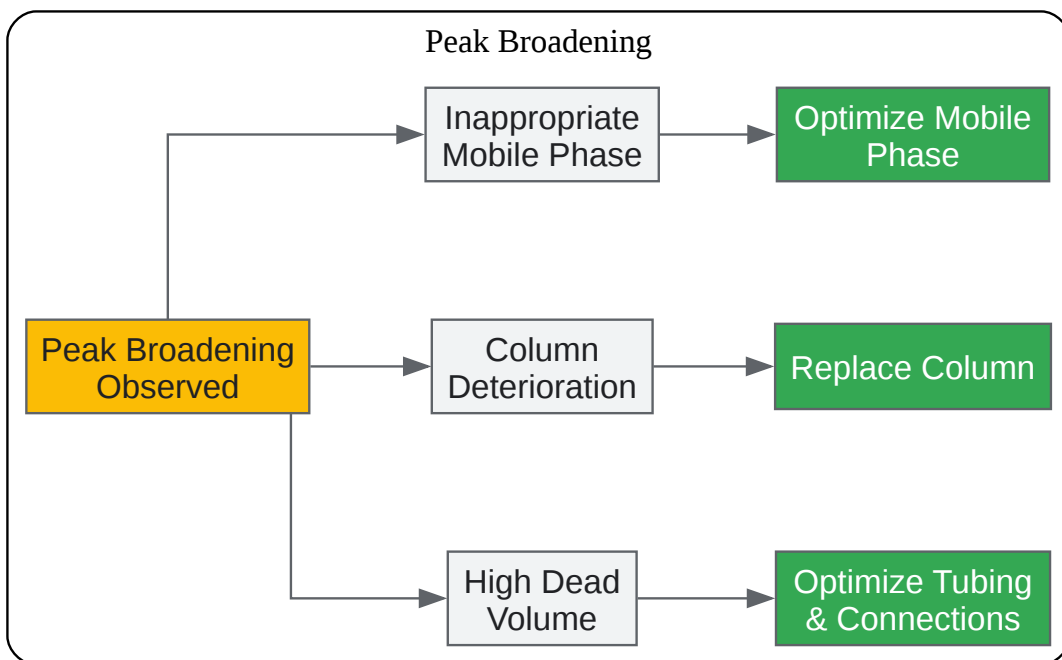 Peak Broadening
Inappropriate
Mobile Phase
Optimize Mobile
Phase
Peak Broadening
Observed
Column
Deterioration
Replace Column
High Dead
Volume
Optimize Tubing
& Connections